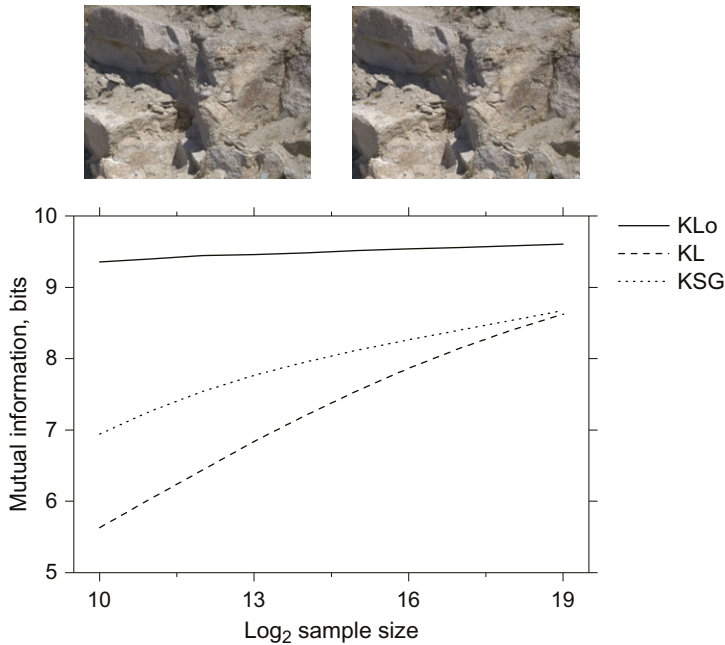 10
9
8
7
6
5
Mutual information, bits
10 13 16 19
Log₂ sample size
KLo
KL
KSG